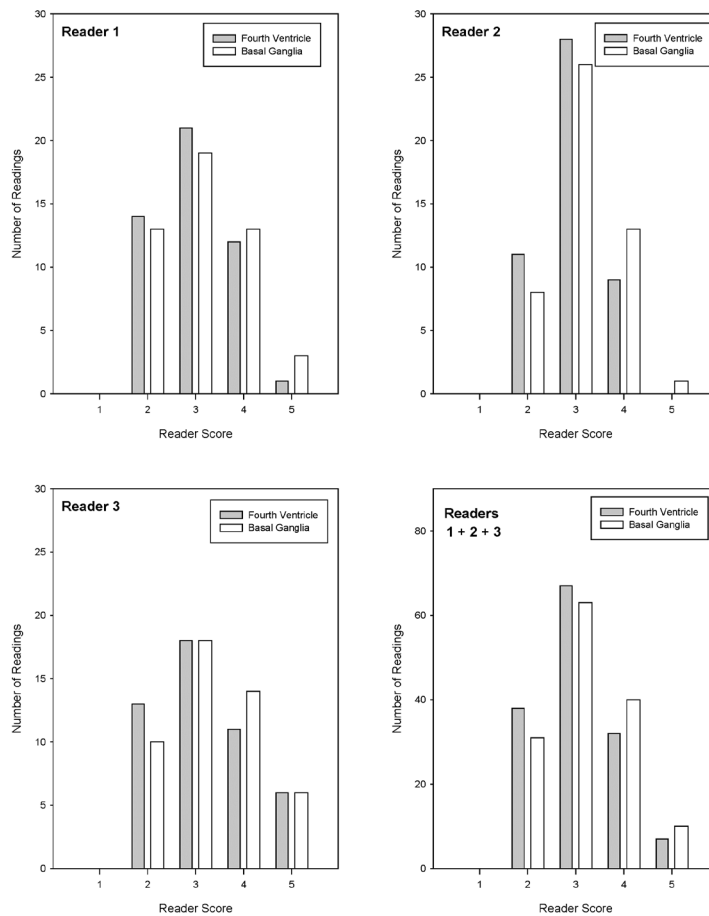 Reader 1
Fourth Ventricle
Basal Ganglia
Number of Readings
30
25
20
15
10
5
0
1 2 3 4 5
Reader Score
Reader 2
Fourth Ventricle
Basal Ganglia
Number of Readings
30
25
20
15
10
5
0
1 2 3 4 5
Reader Score
Reader 3
Fourth Ventricle
Basal Ganglia
Number of Readings
30
25
20
15
10
5
0
1 2 3 4 5
Reader Score
Readers
1 + 2 + 3
Fourth Ventricle
Basal Ganglia
Number of Readings
80
60
40
20
0
1 2 3 4 5
Reader Score